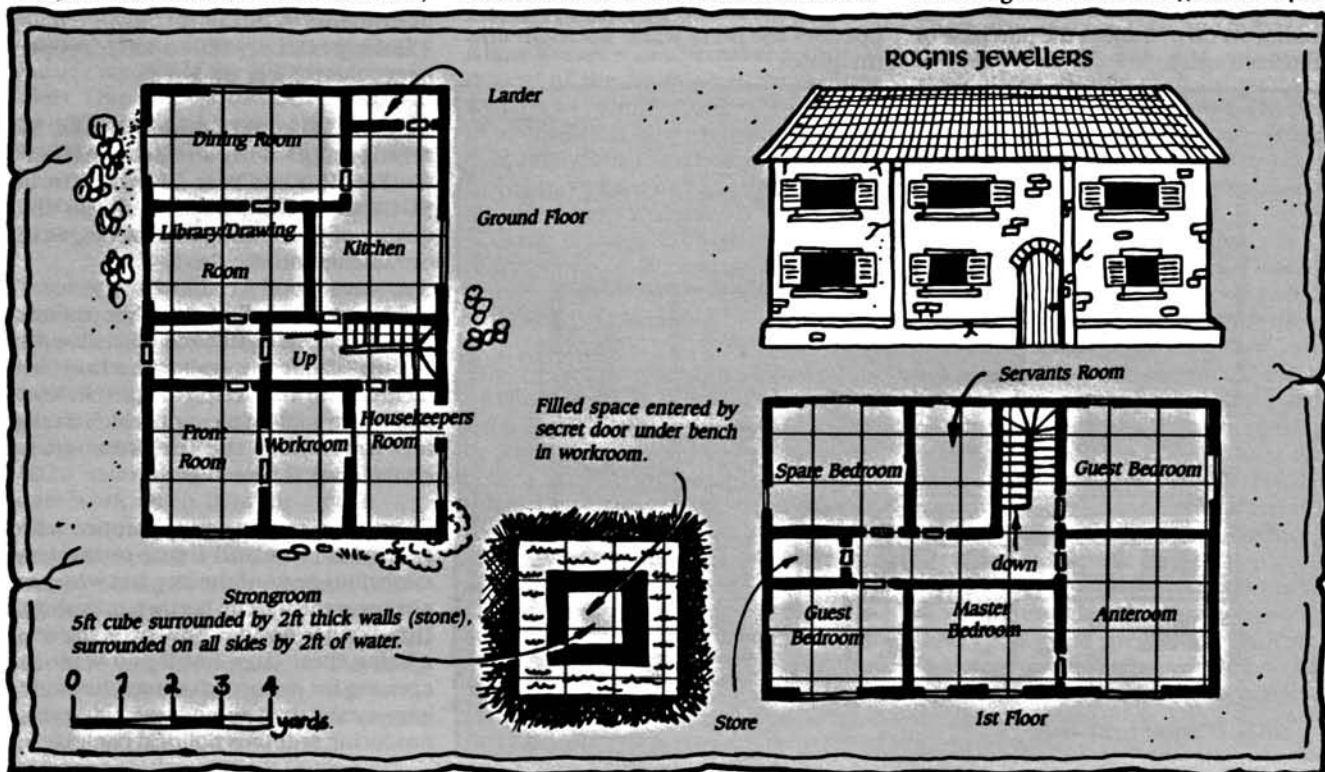 ROGNIS JEWELLERS
Larder
Dining Room
Ground Floor
Library/Drawing
Room
Kitchen
Up
Front
Room
Workroom
Housekeepers
Room
Filled space entered by
secret door under bench
in workroom.
Strongroom
5ft cube surrounded by 2ft thick walls (stone),
surrounded on all sides by 2ft of water.
0 1 2 3 4
yards.
Servants Room
Spare Bedroom
Guest Bedroom
down
Guest
Bedroom
Master
Bedroom
Anteroom
Store
1st Floor